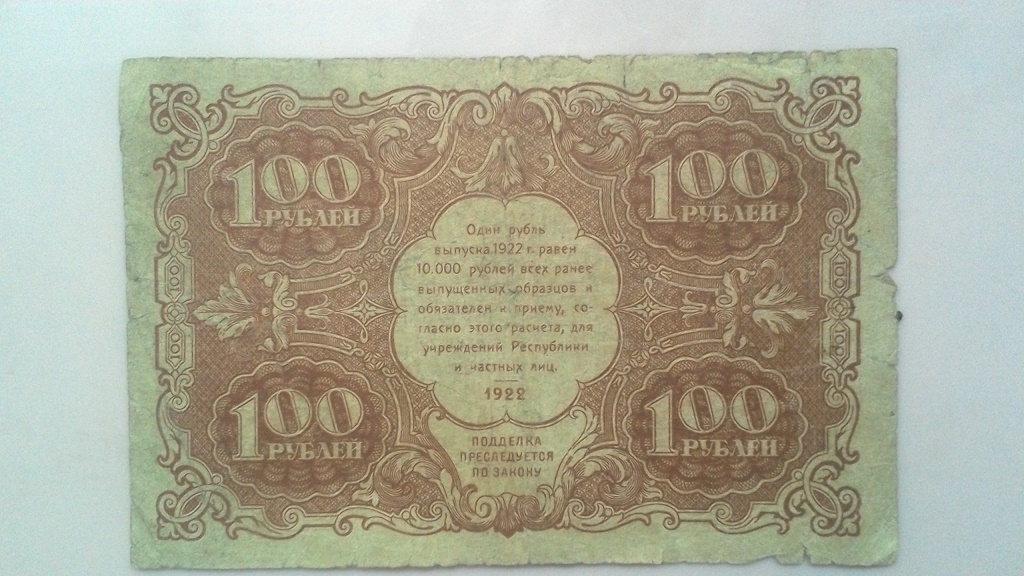 100
РУБЛЕЙ
100
РУБЛЕЙ
Один рубль
выпуска 1922 г. равен
10.000 рублей всех ранее
выпущенных образцов и
обязателен к приему, со-
гласно этого расчета, для
учреждений Республики
и частных лиц.
1922
100
РУБЛЕЙ
100
РУБЛЕЙ
ПОДДЕЛКА
ПРЕСЛЕДУЕТСЯ
ПО ЗАКОНУ